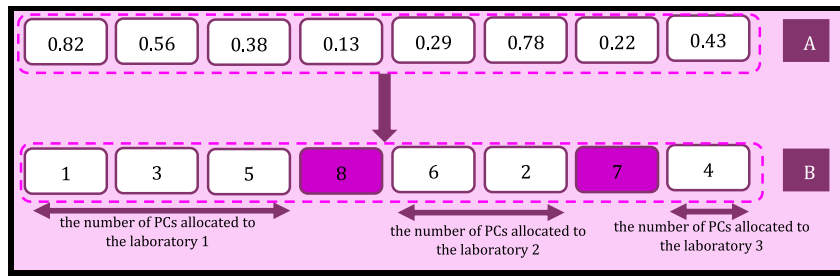 0.82 0.56 0.38 0.13 0.29 0.78 0.22 0.43 A
1 3 5 8 6 2 7 4 B
the number of PCs allocated to
the laboratory 1
the number of PCs allocated to
the laboratory 2
the number of PCs allocated to
the laboratory 3